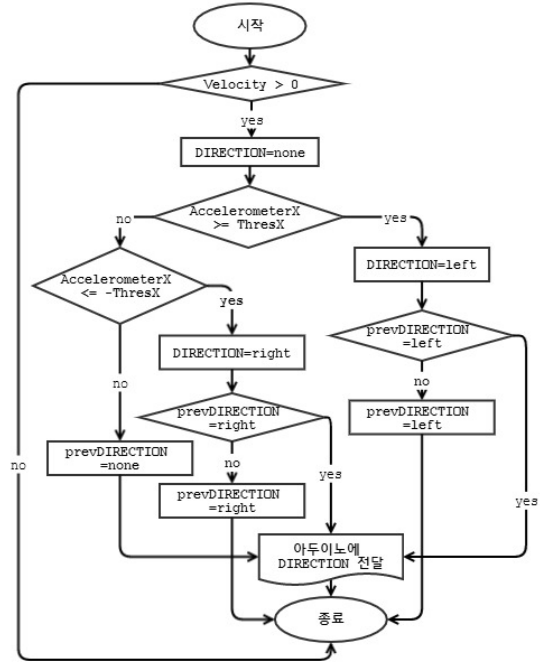 시작
Velocity > 0
yes
DIRECTION=none
AccelerometerX
>= ThresX
no
yes
AccelerometerX
<= -ThresX
DIRECTION=left
yes
prevDIRECTION
=left
DIRECTION=right
no
no
prevDIRECTION
=right
prevDIRECTION
=left
prevDIRECTION
=none
no
no
yes
yes
prevDIRECTION
=right
아두이노에
DIRECTION 전달
종료